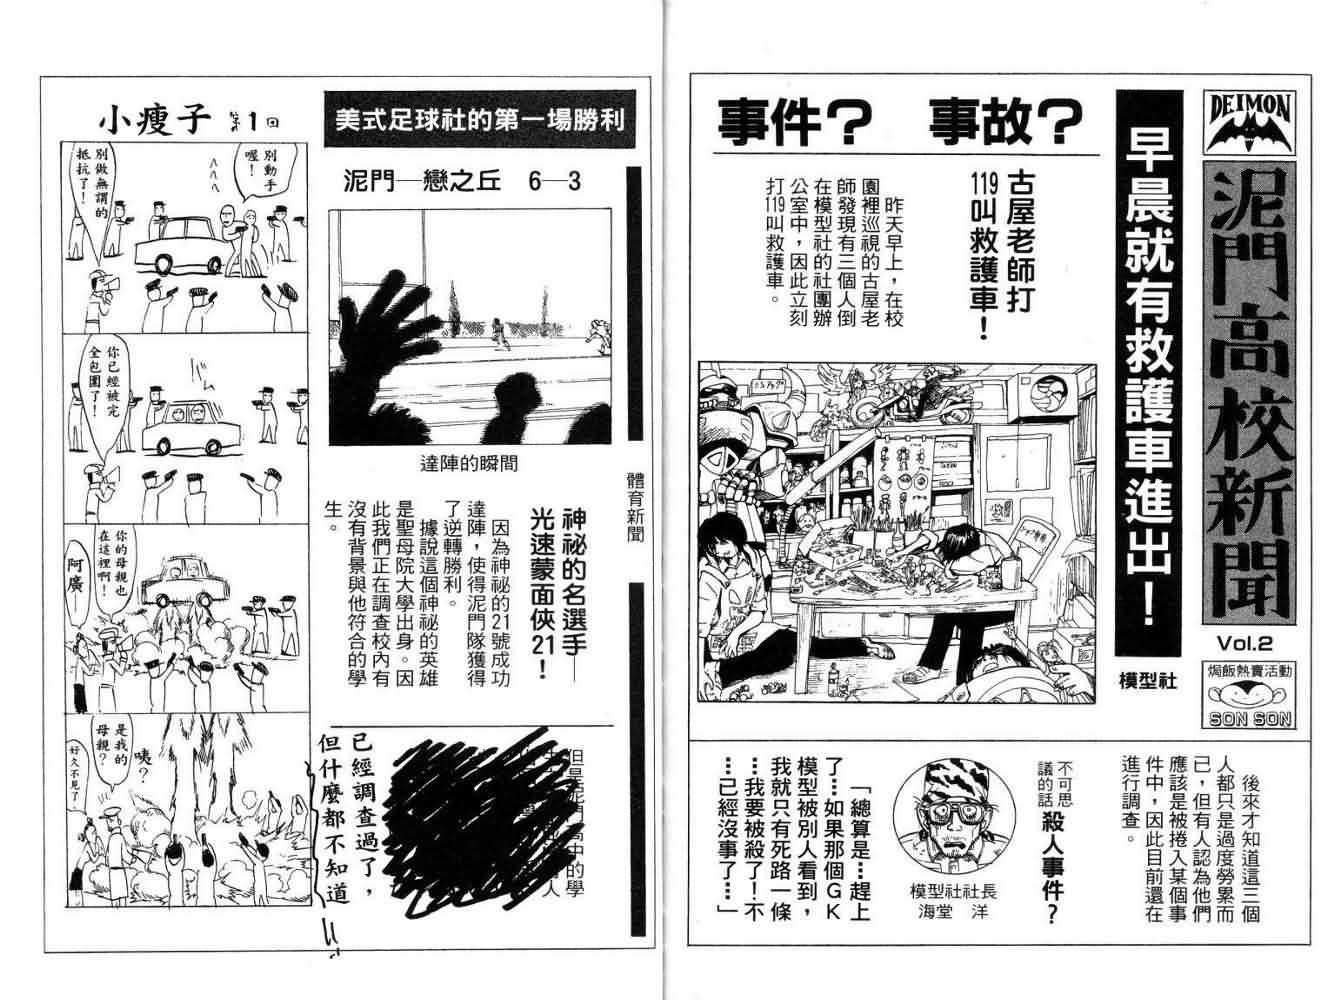 DEIMON
泥門高校新聞
Vol.2
焗飯熱賣活動
SON SON
早晨就有救護車進出！
模型社
事件？　事故？
古屋老師打
119叫救護車！
昨天早上，在校
園裡巡視的古屋老
師發現有三個人倒
在模型社的社團辦
公室中，因此立刻
打119叫救護車。
後來才知道這三個
人都只是過度勞累而
已，但有人認為他們
應該是被捲入某個事
件中，因此目前還在
進行調查。
不可思
議的話
殺人事件？
模型社社長
海堂　洋
「總算是…趕上
了…如果那個GK
模型被別人看到，
我就只有死路一條
…我要被殺了！不
…已經沒事了…」
體育新聞
美式足球社的第一場勝利
泥門─戀之丘　6─3
達陣的瞬間
神祕的名選手──
光速蒙面俠21！
因為神祕的21號成功
達陣，使得泥門隊獲得
了逆轉勝利。
據說這個神祕的英雄
是聖母院大學出身。因
此我們正在調查校內有
沒有背景與他符合的學
生。
已經調查過了，
但什麼都不知道
小瘦子 第1回
別動手
喔！
別做無謂的
抵抗了！
你已經被完
全包圍了！
你的母親也
在這裡啊！
阿廣─
咦？
是我的
母親？
好久不見了